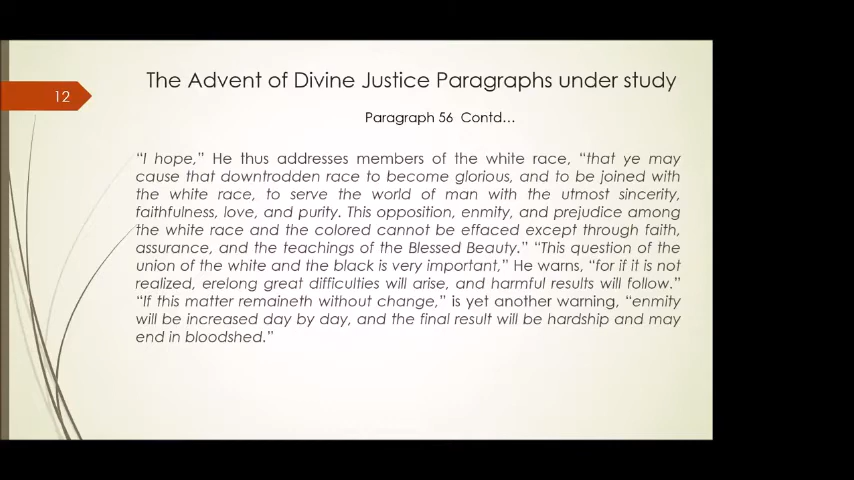 The Advent of Divine Justice Paragraphs under study
12
Paragraph 56 Contd...
“I hope,” He thus addresses members of the white race, “that ye may
cause that downtrodden race to become glorious, and to be joined with
the white race, to serve the world of man with the utmost sincerity,
faithfulness, love, and purity. This opposition, enmity, and prejudice among
the white race and the colored cannot be effaced except through faith,
assurance, and the teachings of the Blessed Beauty.” “This question of the
union of the white and the black is very important,” He warns, “for if it is not
realized, erelong great difficulties will arise, and harmful results will follow.”
“If this matter remaineth without change,” is yet another warning, “enmity
will be increased day by day, and the final result will be hardship and may
end in bloodshed.”